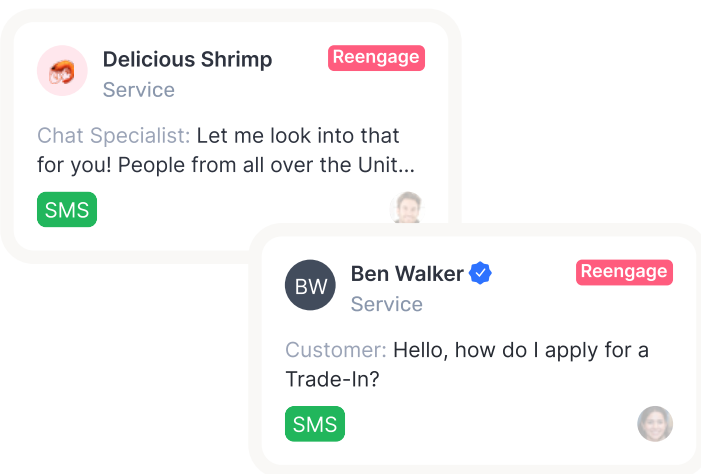 Delicious Shrimp
Reengage
Service
Chat Specialist: Let me look into that
for you! People from all over the Unit...
SMS
BW
Ben Walker
Reengage
Service
Customer: Hello, how do I apply for a
Trade-In?
SMS